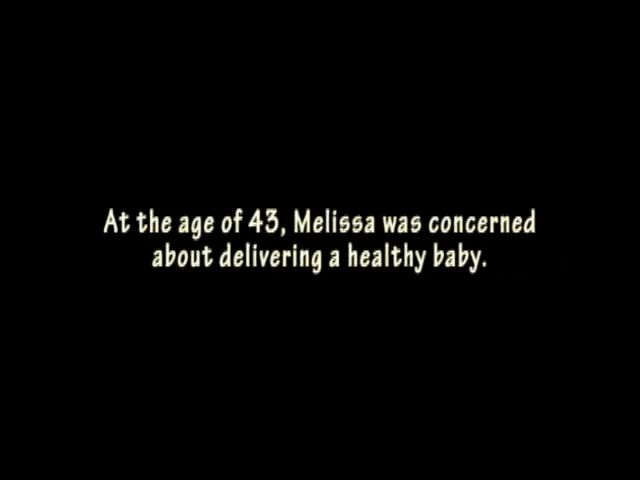 At the age of 43, Melissa was concerned
about delivering a healthy baby.